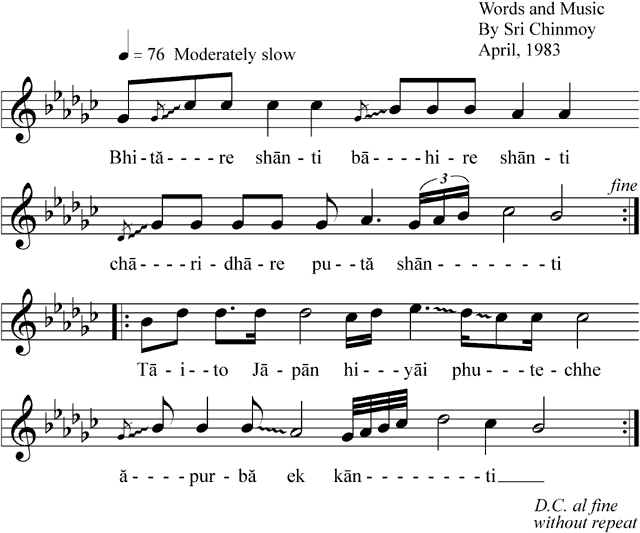 Words and Music
By Sri Chinmoy
April, 1983
♩ = 76 Moderately slow
Bhi-tă- - - - -re shān-ti bā- - - -hi-re shān-ti
3
fine
chā- - - - -ri-dhā-re pu-tă shān- - - - - - -ti
Tā-i-to Jā-pān hi- - -yāi phu- - -te-chhe
ă- - - - -pur-bă ek kān- - - - - - - - -ti____
D.C. al fine
without repeat